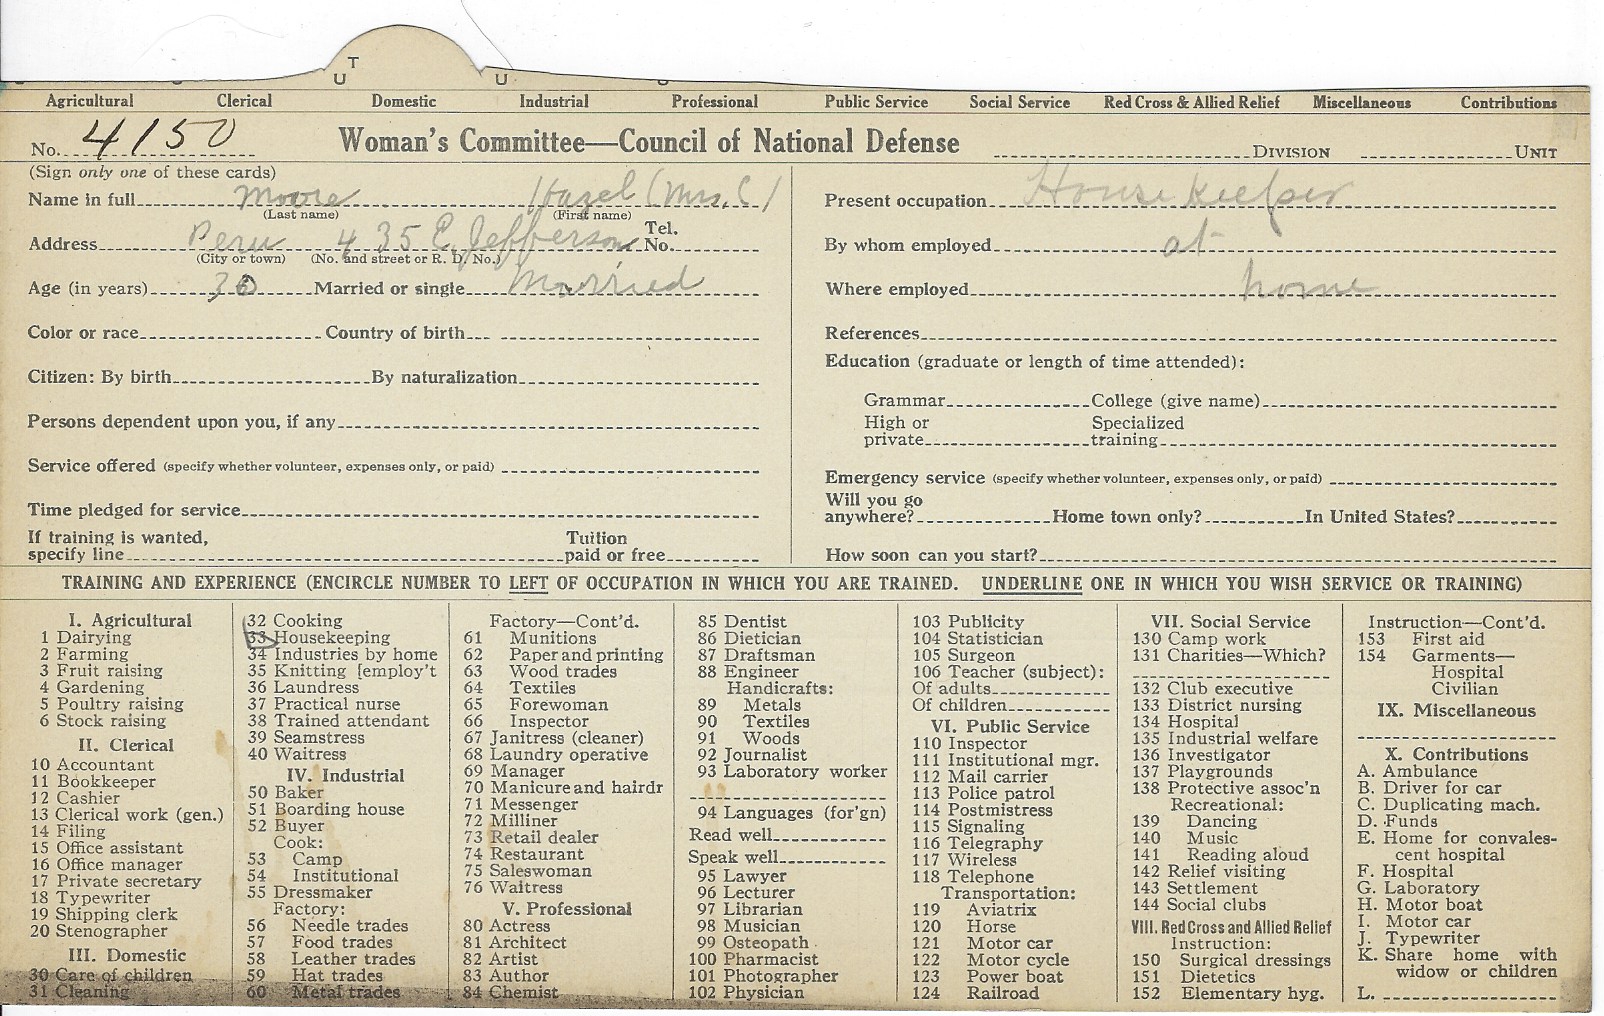 T
U U
Agricultural Clerical Domestic Industrial Professional Public Service Social Service Red Cross & Allied Relief Miscellaneous Contributions
No. 4150 Woman's Committee—Council of National Defense DIVISION UNIT
(Sign only one of these cards)
Name in full Moore Hazel (Mrs. C)
(Last name) (First name)
Address Peru 435 E. Jefferson Tel. No.
(City or town) (No. and street or R. D. No.)
Age (in years) 30 Married or single Married
Color or race Country of birth
Citizen: By birth By naturalization
Persons dependent upon you, if any
Service offered (specify whether volunteer, expenses only, or paid)
Time pledged for service
If training is wanted, Tuition
specify line paid or free
Present occupation House Keeper
By whom employed at
Where employed home
References
Education (graduate or length of time attended):
Grammar College (give name)
High or Specialized
private training
Emergency service (specify whether volunteer, expenses only, or paid)
Will you go
anywhere? Home town only? In United States?
How soon can you start?
TRAINING AND EXPERIENCE (ENCIRCLE NUMBER TO LEFT OF OCCUPATION IN WHICH YOU ARE TRAINED. UNDERLINE ONE IN WHICH YOU WISH SERVICE OR TRAINING)
I. Agricultural
1 Dairying
2 Farming
3 Fruit raising
4 Gardening
5 Poultry raising
6 Stock raising
II. Clerical
10 Accountant
11 Bookkeeper
12 Cashier
13 Clerical work (gen.)
14 Filing
15 Office assistant
16 Office manager
17 Private secretary
18 Typewriter
19 Shipping clerk
20 Stenographer
III. Domestic
30 Care of children
31 Cleaning
32 Cooking
33 Housekeeping
34 Industries by home
35 Knitting [employ't
36 Laundress
37 Practical nurse
38 Trained attendant
39 Seamstress
40 Waitress
IV. Industrial
50 Baker
51 Boarding house
52 Buyer
Cook:
53 Camp
54 Institutional
55 Dressmaker
Factory:
56 Needle trades
57 Food trades
58 Leather trades
59 Hat trades
60 Metal trades
Factory—Cont'd.
61 Munitions
62 Paper and printing
63 Wood trades
64 Textiles
65 Forewoman
66 Inspector
67 Janitress (cleaner)
68 Laundry operative
69 Manager
70 Manicure and hairdr
71 Messenger
72 Milliner
73 Retail dealer
74 Restaurant
75 Saleswoman
76 Waitress
V. Professional
80 Actress
81 Architect
82 Artist
83 Author
84 Chemist
85 Dentist
86 Dietician
87 Draftsman
88 Engineer
Handicrafts:
89 Metals
90 Textiles
91 Woods
92 Journalist
93 Laboratory worker
94 Languages (for'gn)
Read well
Speak well
95 Lawyer
96 Lecturer
97 Librarian
98 Musician
99 Osteopath
100 Pharmacist
101 Photographer
102 Physician
103 Publicity
104 Statistician
105 Surgeon
106 Teacher (subject):
Of adults
Of children
VI. Public Service
110 Inspector
111 Institutional mgr.
112 Mail carrier
113 Police patrol
114 Postmistress
115 Signaling
116 Telegraphy
117 Wireless
118 Telephone
Transportation:
119 Aviatrix
120 Horse
121 Motor car
122 Motor cycle
123 Power boat
124 Railroad
VII. Social Service
130 Camp work
131 Charities—Which?
132 Club executive
133 District nursing
134 Hospital
135 Industrial welfare
136 Investigator
137 Playgrounds
138 Protective assoc'n
Recreational:
139 Dancing
140 Music
141 Reading aloud
142 Relief visiting
143 Settlement
144 Social clubs
VIII. Red Cross and Allied Relief
Instruction:
150 Surgical dressings
151 Dietetics
152 Elementary hyg.
Instruction—Cont'd.
153 First aid
154 Garments—
Hospital
Civilian
IX. Miscellaneous
X. Contributions
A. Ambulance
B. Driver for car
C. Duplicating mach.
D. Funds
E. Home for convales-
cent hospital
F. Hospital
G. Laboratory
H. Motor boat
I. Motor car
J. Typewriter
K. Share home with
widow or children
L.